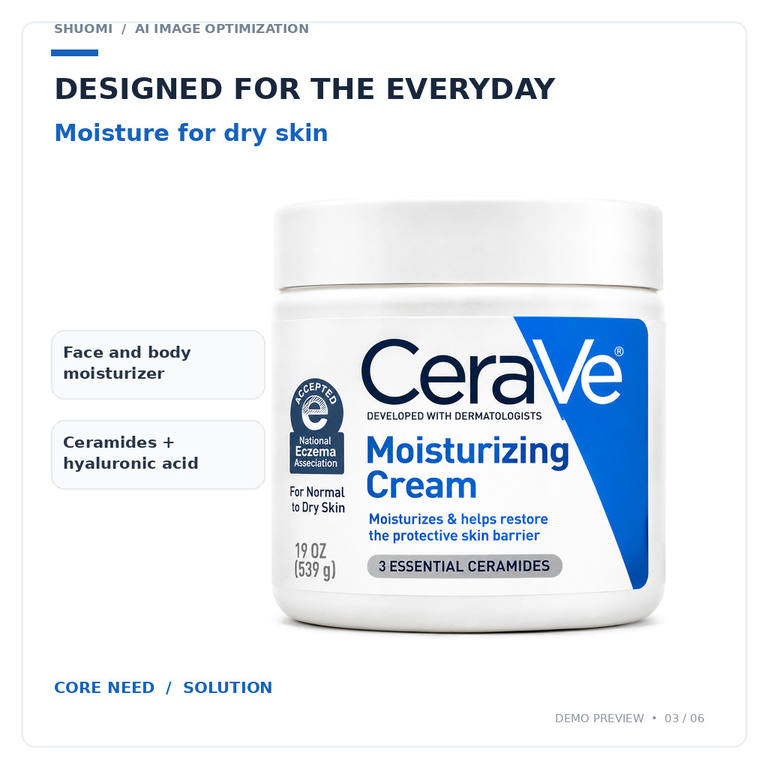 SHUOMI / AI IMAGE OPTIMIZATION
DESIGNED FOR THE EVERYDAY
Moisture for dry skin
Face and body
moisturizer
Ceramides +
hyaluronic acid
ACCEPTED
e
National
Eczema
Association
For Normal
to Dry Skin
19 OZ
(539 g)
CeraVe®
DEVELOPED WITH DERMATOLOGISTS
Moisturizing
Cream
Moisturizes & helps restore
the protective skin barrier
3 ESSENTIAL CERAMIDES
CORE NEED / SOLUTION
DEMO PREVIEW • 03 / 06